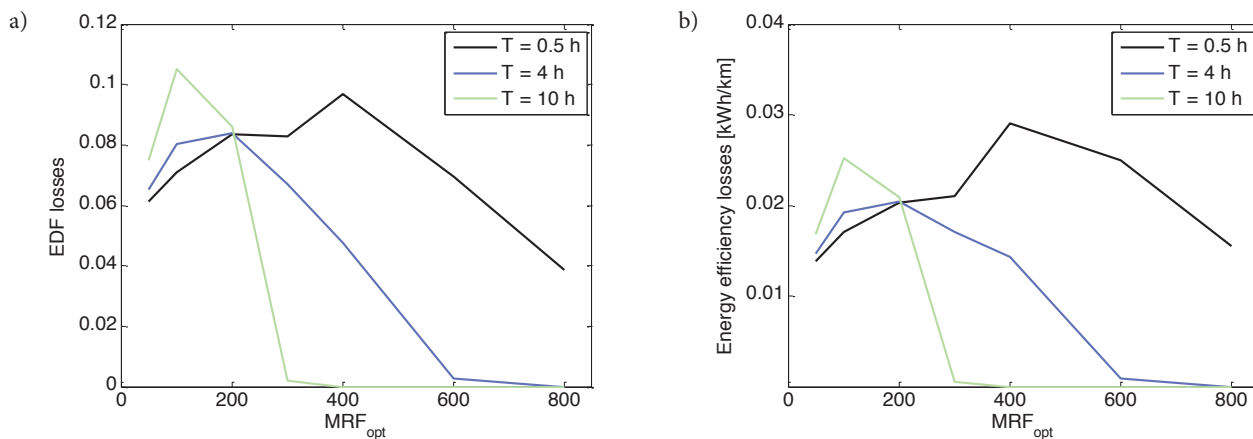 a)
0.12
0.1
0.08
0.06
0.04
0.02
0
EDF losses
0 200 400 600 800
MRFopt
T = 0.5 h
T = 4 h
T = 10 h
b)
0.04
0.03
0.02
0.01
Energy efficiency losses [kWh/km]
0 200 400 600 800
MRFopt
T = 0.5 h
T = 4 h
T = 10 h